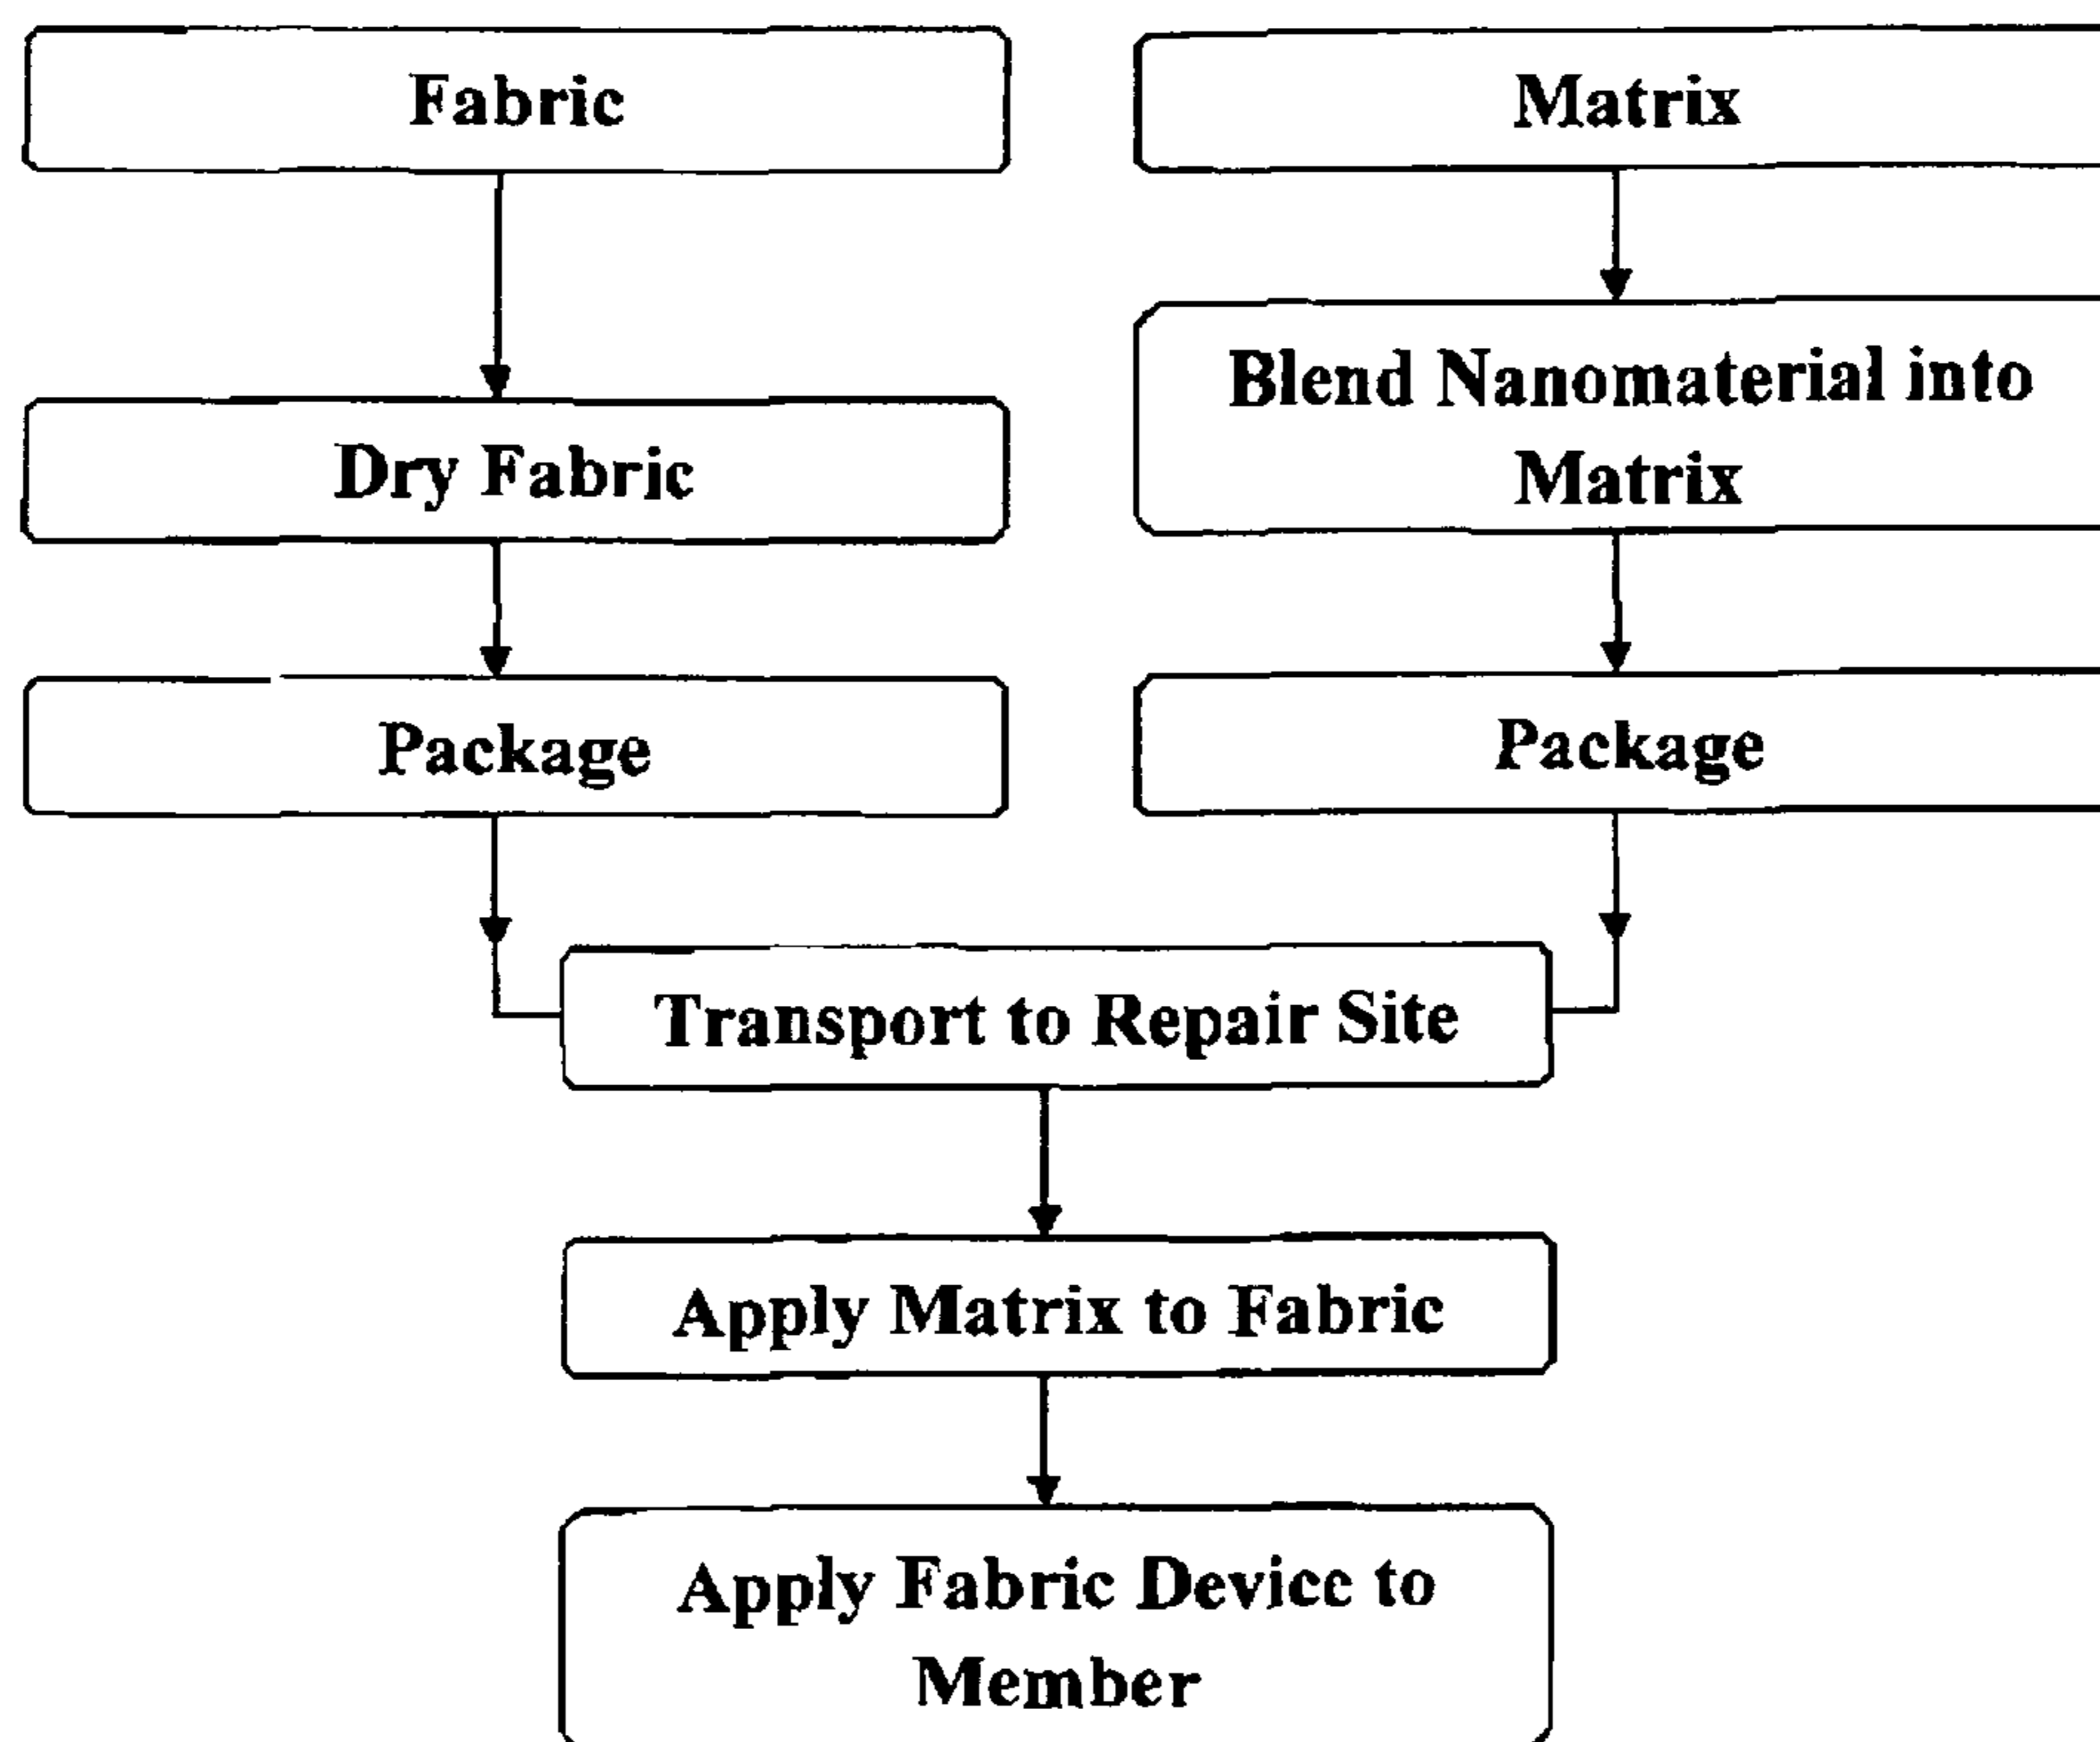 Fabric
Matrix
Blend Nanomaterial into
Matrix
Dry Fabric
Package
Package
Transport to Repair Site
Apply Matrix to Fabric
Apply Fabric Device to
Member